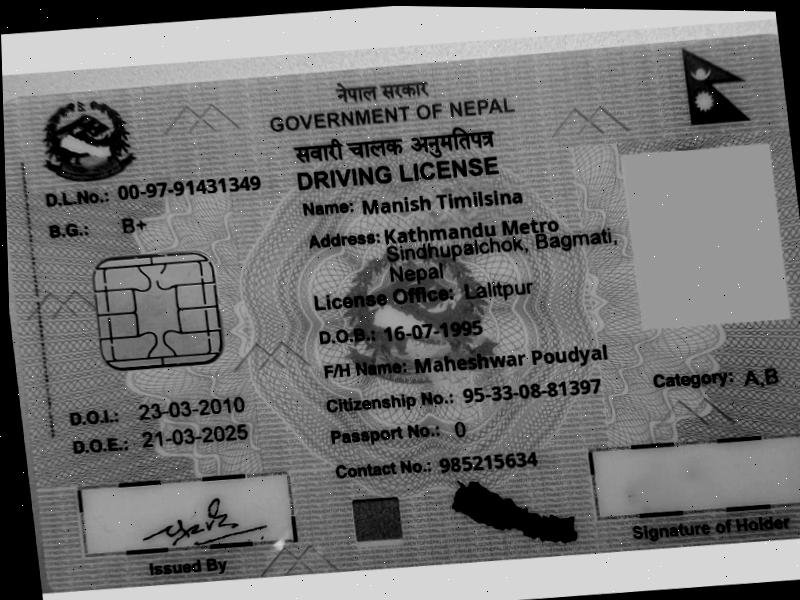 नेपाल सरकार
GOVERNMENT OF NEPAL
सवारी चालक अनुमतिपत्र
DRIVING LICENSE
D.L.No.: 00-97-91431349
B.G.: B+
Name: Manish Timilsina
Address: Kathmandu Metro
Sindhupalchok, Bagmati,
Nepal
License Office: Lalitpur
D.O.B.: 16-07-1995
F/H Name: Maheshwar Poudyal
Citizenship No.: 95-33-08-81397
Category: A,B
Passport No.: 0
Contact No.: 985215634
D.O.I.: 23-03-2010
D.O.E.: 21-03-2025
Issued By
Signature of Holder